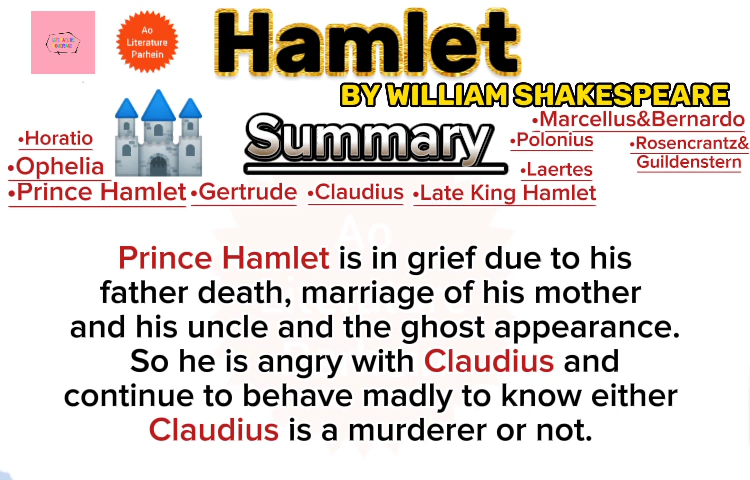 Ao
Literature
Parhein
Hamlet
BY WILLIAM SHAKESPEARE
Summary
•Marcellus&Bernardo
•Horatio
•Polonius
•Rosencrantz&
Guildenstern
•Ophelia
•Laertes
•Prince Hamlet •Gertrude •Claudius •Late King Hamlet
Ao
Prince Hamlet is in grief due to his
father death, marriage of his mother
and his uncle and the ghost appearance.
So he is angry with Claudius and
continue to behave madly to know either
Claudius is a murderer or not.